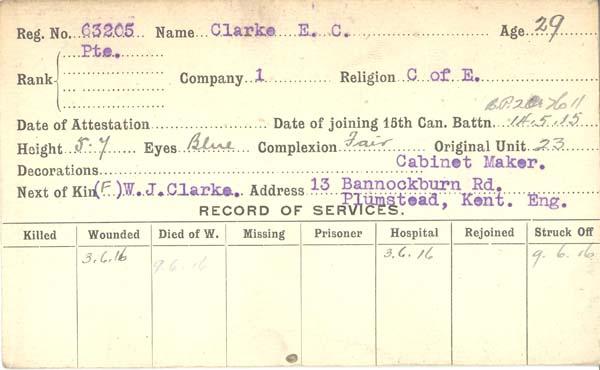 Reg. No. 63205 Name Clarke E. C. Age 29
Pte.
Rank Company 1 Religion C of E.
Date of Attestation Date of joining 15th Can. Battn. 14.5.15
Height 5.7 Eyes Blue Complexion Fair Original Unit 23
Decorations Cabinet Maker.
Next of Kin (F) W.J.Clarke. Address 13 Bannockburn Rd.
Plumstead, Kent. Eng.
RECORD OF SERVICES.
Killed Wounded Died of W. Missing Prisoner Hospital Rejoined Struck Off
3.6.16 9.6.16 3.6.16 9.6.16